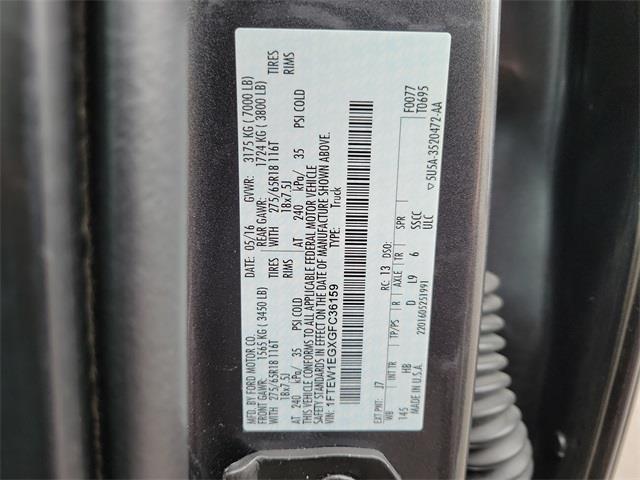 MFD. BY FORD MOTOR CO. 05/16 GVWR: 3175 KG ( 7000 LB)
FRONT GAWR: 1565 KG ( 3450 LB) REAR GAWR: 1724 KG ( 3800 LB)
275/65R18 116T TIRES WITH 275/65R18 116T TIRES
18x7.5J RIMS WITH 18x7.5J RIMS
AT 240 kPa/ 35 PSI COLD AT 240 kPa/ 35 PSI COLD
THIS VEHICLE CONFORMS TO ALL APPLICABLE FEDERAL MOTOR VEHICLE
SAFETY STANDARDS IN EFFECT ON THE DATE OF MANUFACTURE SHOWN ABOVE.
VIN: 1FTEW1EGXGFC36159 TYPE: Truck
F0077
T0695
EXT PNT: J7 RC: 13 DSO:
WB INT TR TP/PS R AXLE TR SPR
145 HB D L9 6 SSCC
ULC
MADE IN U.S.A. 2201605251991
▽5U5A-3520472-AA